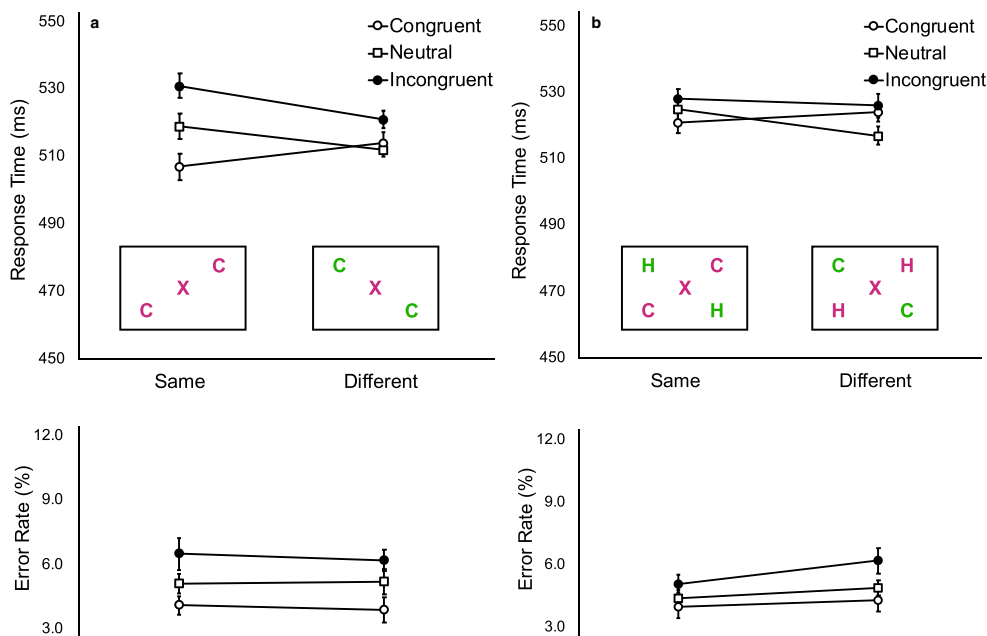 a
Congruent
Neutral
Incongruent
Response Time (ms)
550
530
510
490
470
450
C
X
C
C
X
C
Same
Different
b
Congruent
Neutral
Incongruent
Response Time (ms)
550
530
510
490
470
450
H C
X
C H
C H
X
H C
Same
Different
Error Rate (%)
12.0
9.0
6.0
3.0
Error Rate (%)
12.0
9.0
6.0
3.0